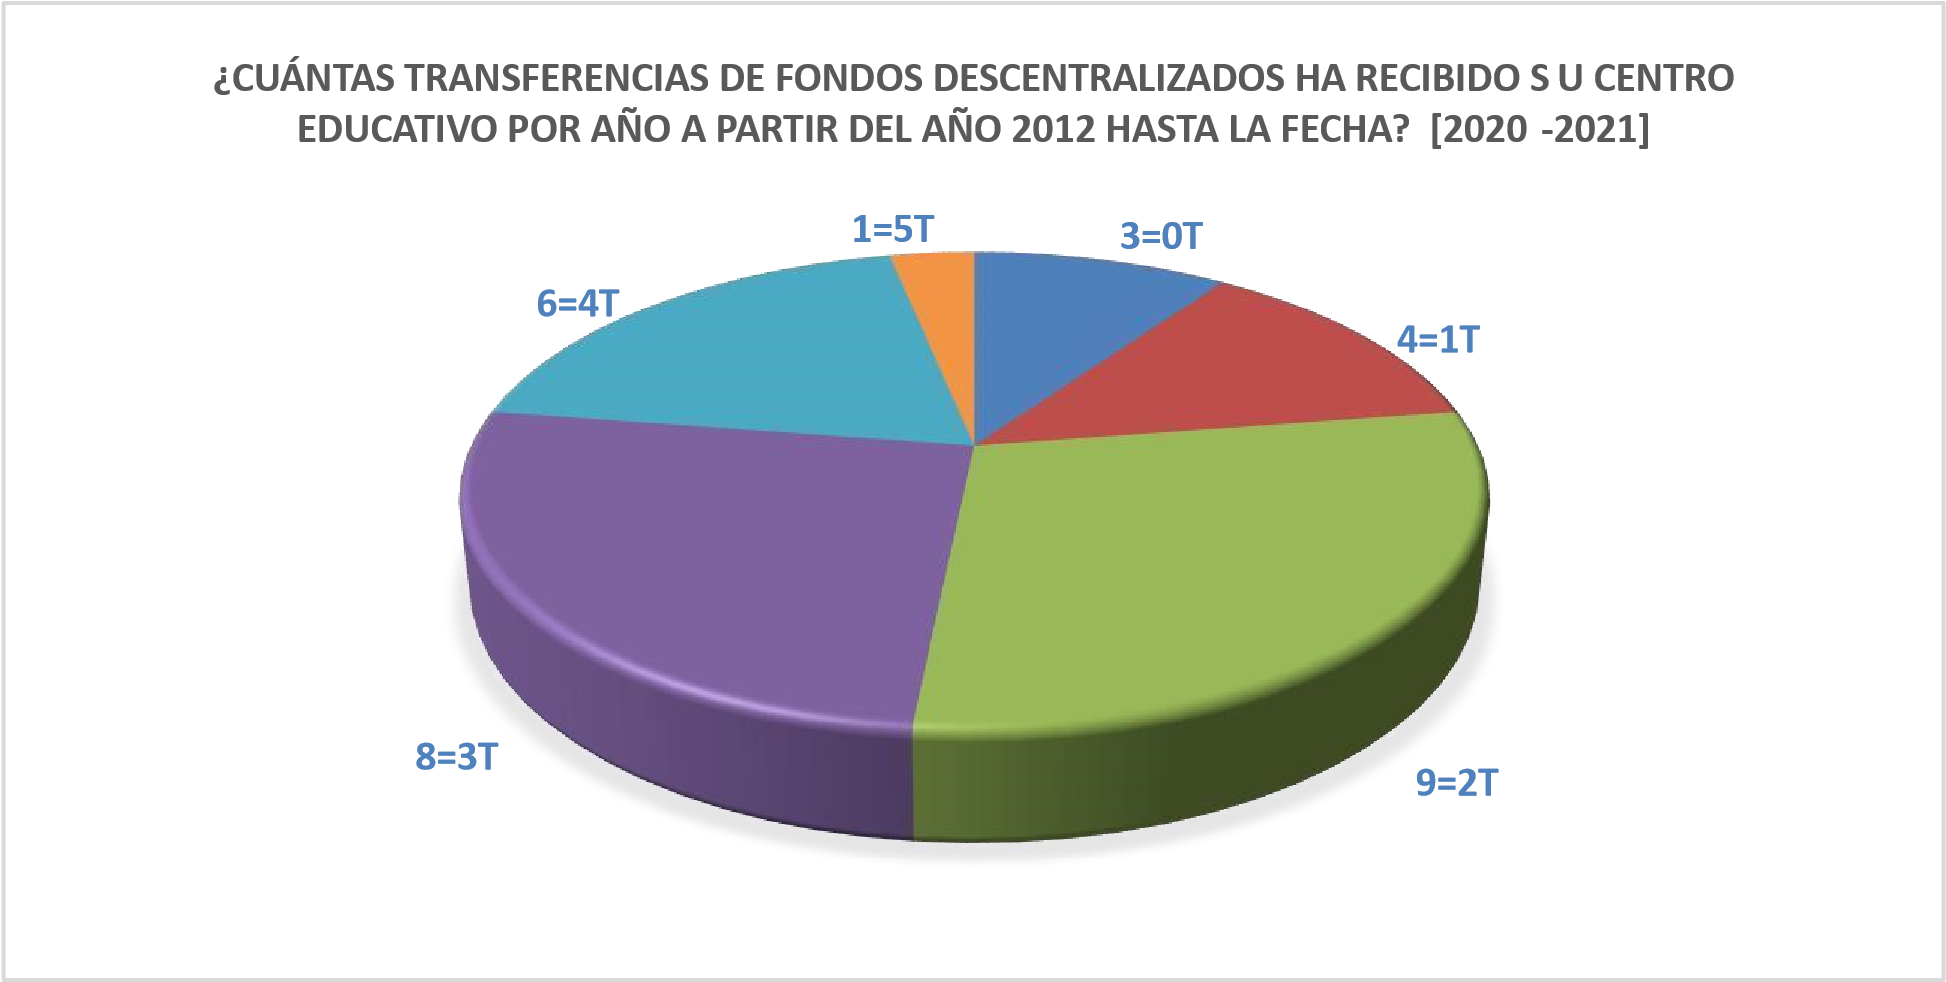 ¿CUÁNTAS TRANSFERENCIAS DE FONDOS DESCENTRALIZADOS HA RECIBIDO S U CENTRO
EDUCATIVO POR AÑO A PARTIR DEL AÑO 2012 HASTA LA FECHA? [2020 -2021]
1=5T
3=0T
6=4T
4=1T
8=3T
9=2T